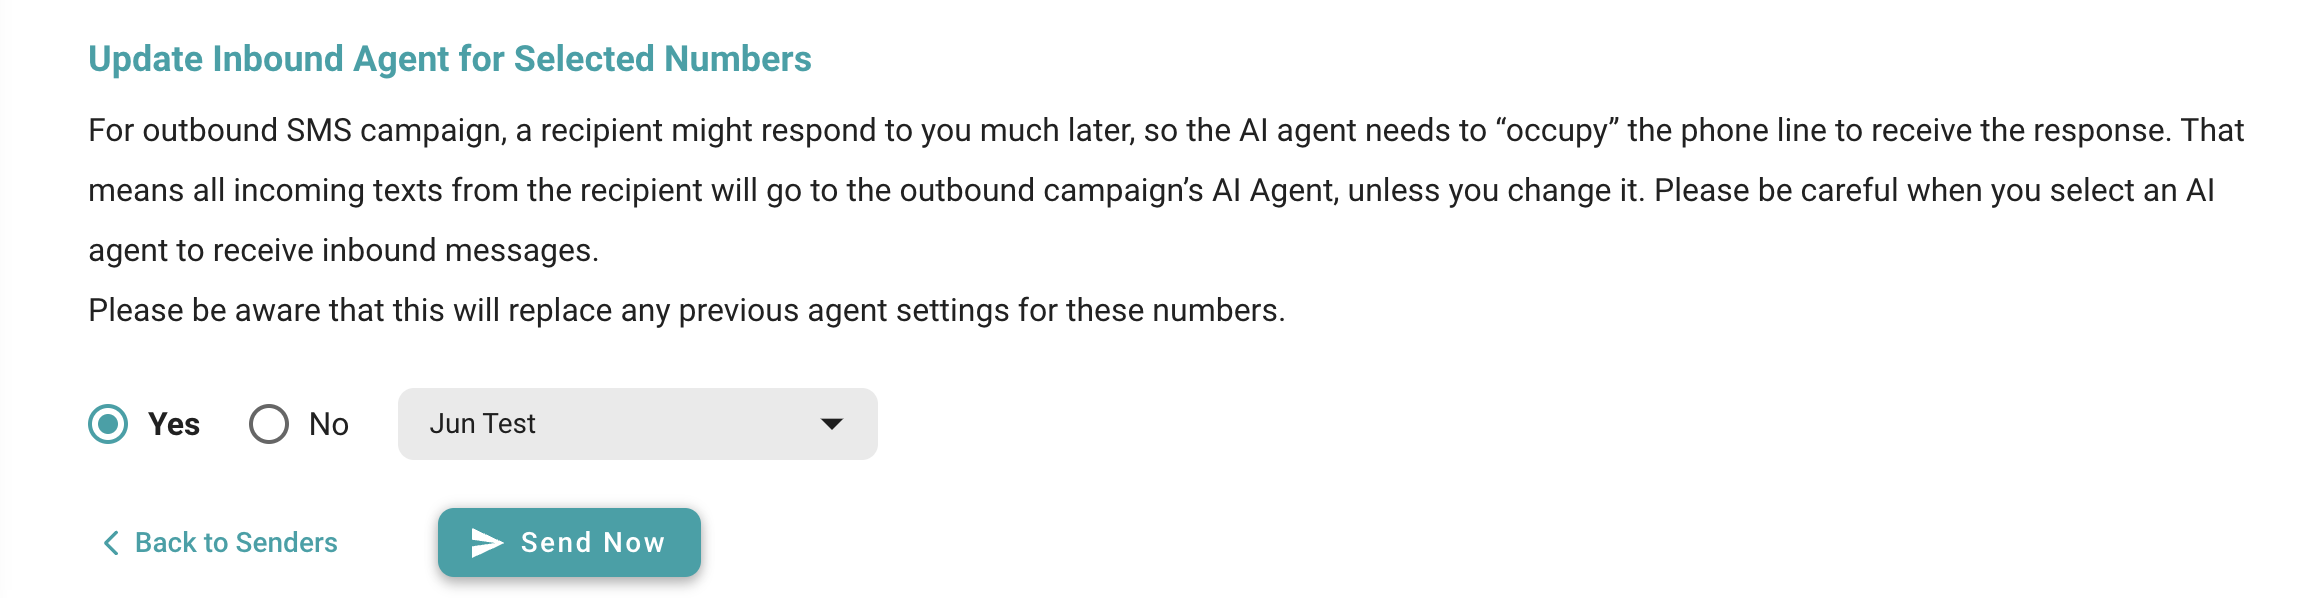 Update Inbound Agent for Selected Numbers
For outbound SMS campaign, a recipient might respond to you much later, so the AI agent needs to “occupy” the phone line to receive the response. That
means all incoming texts from the recipient will go to the outbound campaign’s AI Agent, unless you change it. Please be careful when you select an AI
agent to receive inbound messages.
Please be aware that this will replace any previous agent settings for these numbers.
Yes No Jun Test
Back to Senders Send Now